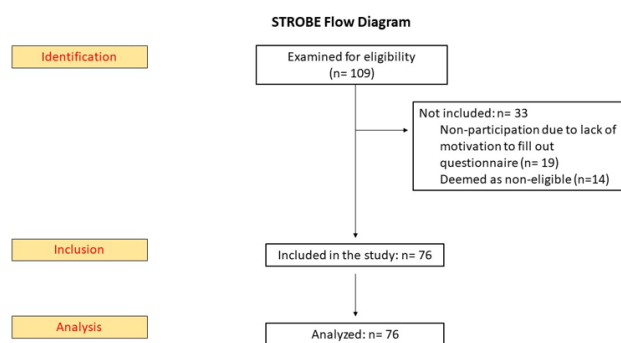 STROBE Flow Diagram
Identification
Examined for eligibility
(n= 109)
Not included: n= 33
Non-participation due to lack of
motivation to fill out
questionnaire (n= 19)
Deemed as non-eligible (n=14)
Inclusion
Included in the study: n= 76
Analysis
Analyzed: n= 76